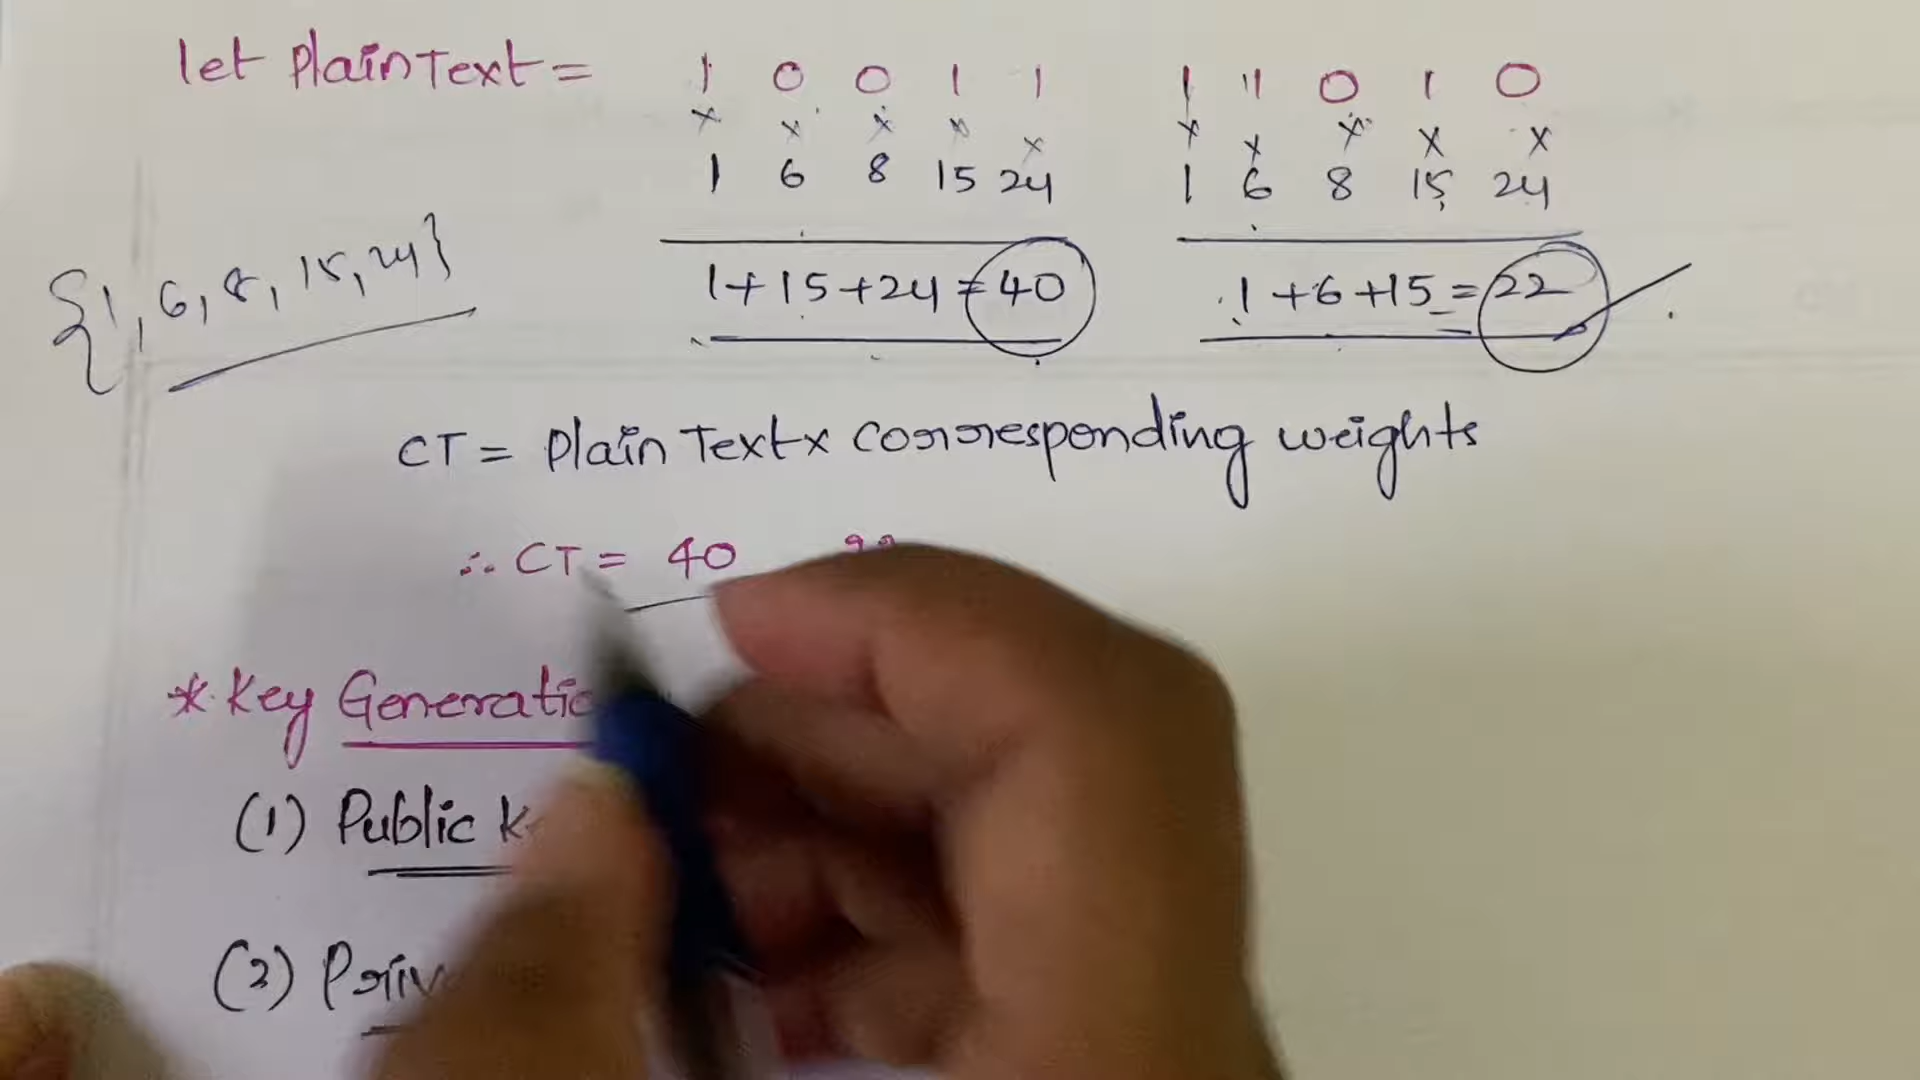 let PlainText = 1 0 0 1 1 1 1 0 1 0
x x x x x x x x x x
1 6 8 15 24 1 6 8 15 24
{1, 6, 8, 15, 24}
1+15+24 = 40 1+6+15 = 22
CT = Plain Text x corresponding weights
∴ CT = 40
* Key
(1) Public
(2)